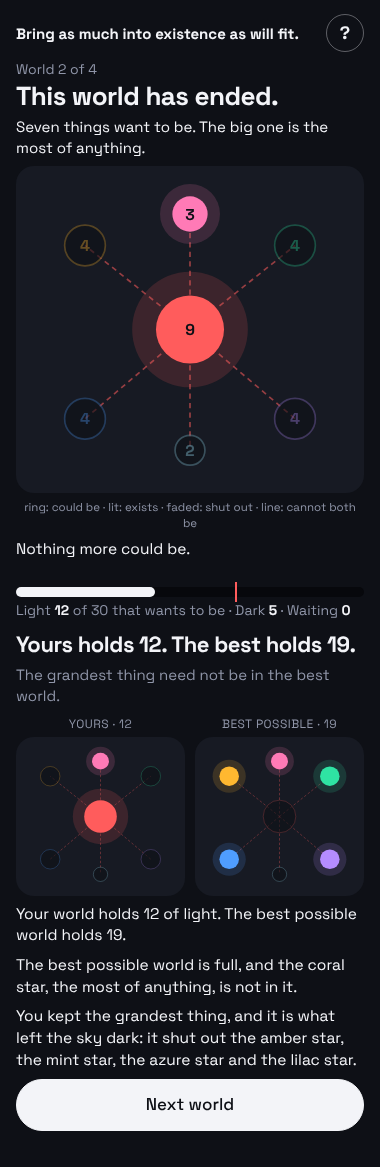 Bring as much into existence as will fit.
?
World 2 of 4
This world has ended.
Seven things want to be. The big one is the
most of anything.
3
4
4
9
4
4
2
ring: could be · lit: exists · faded: shut out · line: cannot both
be
Nothing more could be.
Light 12 of 30 that wants to be · Dark 5 · Waiting 0
Yours holds 12. The best holds 19.
The grandest thing need not be in the best
world.
YOURS · 12
BEST POSSIBLE · 19
Your world holds 12 of light. The best possible
world holds 19.
The best possible world is full, and the coral
star, the most of anything, is not in it.
You kept the grandest thing, and it is what
left the sky dark: it shut out the amber star,
the mint star, the azure star and the lilac star.
Next world